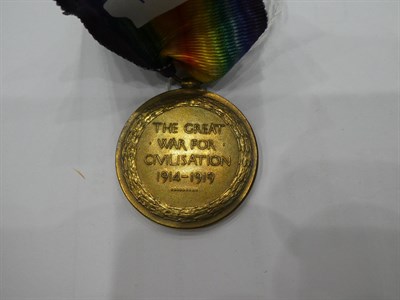 THE GREAT
WAR FOR
CIVILISATION
1914-1919